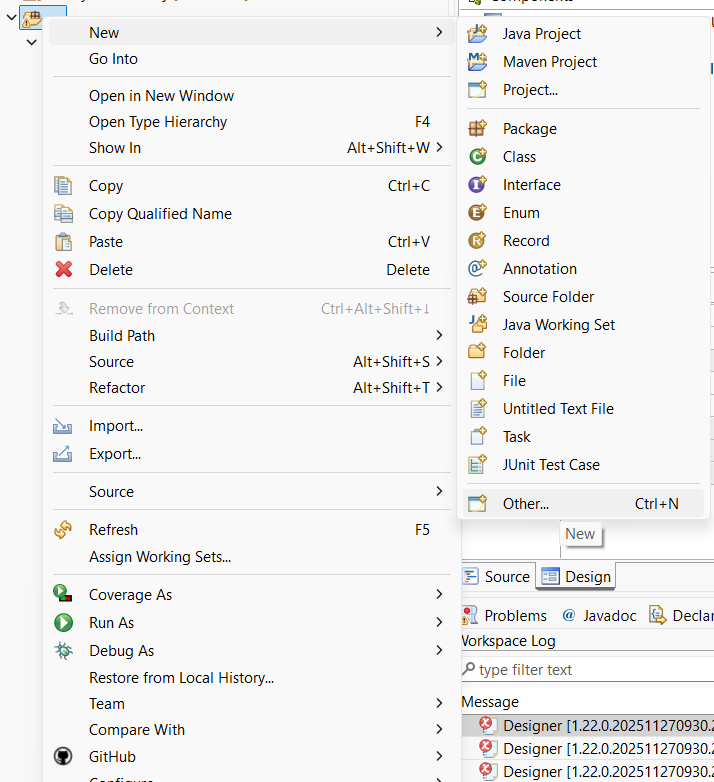 Components
New
Go Into
Open in New Window
Open Type Hierarchy F4
Show In Alt+Shift+W
Copy Ctrl+C
Copy Qualified Name
Paste Ctrl+V
Delete Delete
Remove from Context Ctrl+Alt+Shift+↓
Build Path
Source Alt+Shift+S
Refactor Alt+Shift+T
Import...
Export...
Source
Refresh F5
Assign Working Sets...
Coverage As
Run As
Debug As
Restore from Local History...
Team
Compare With
GitHub
Configure
Java Project
Maven Project
Project...
Package
Class
Interface
Enum
Record
Annotation
Source Folder
Java Working Set
Folder
File
Untitled Text File
Task
JUnit Test Case
Other... Ctrl+N
New
Source Design
Problems @ Javadoc Declar
Workspace Log
type filter text
Message
Designer [1.22.0.202511270930.2
Designer [1.22.0.202511270930.2
Designer [1.22.0.202511270930.2